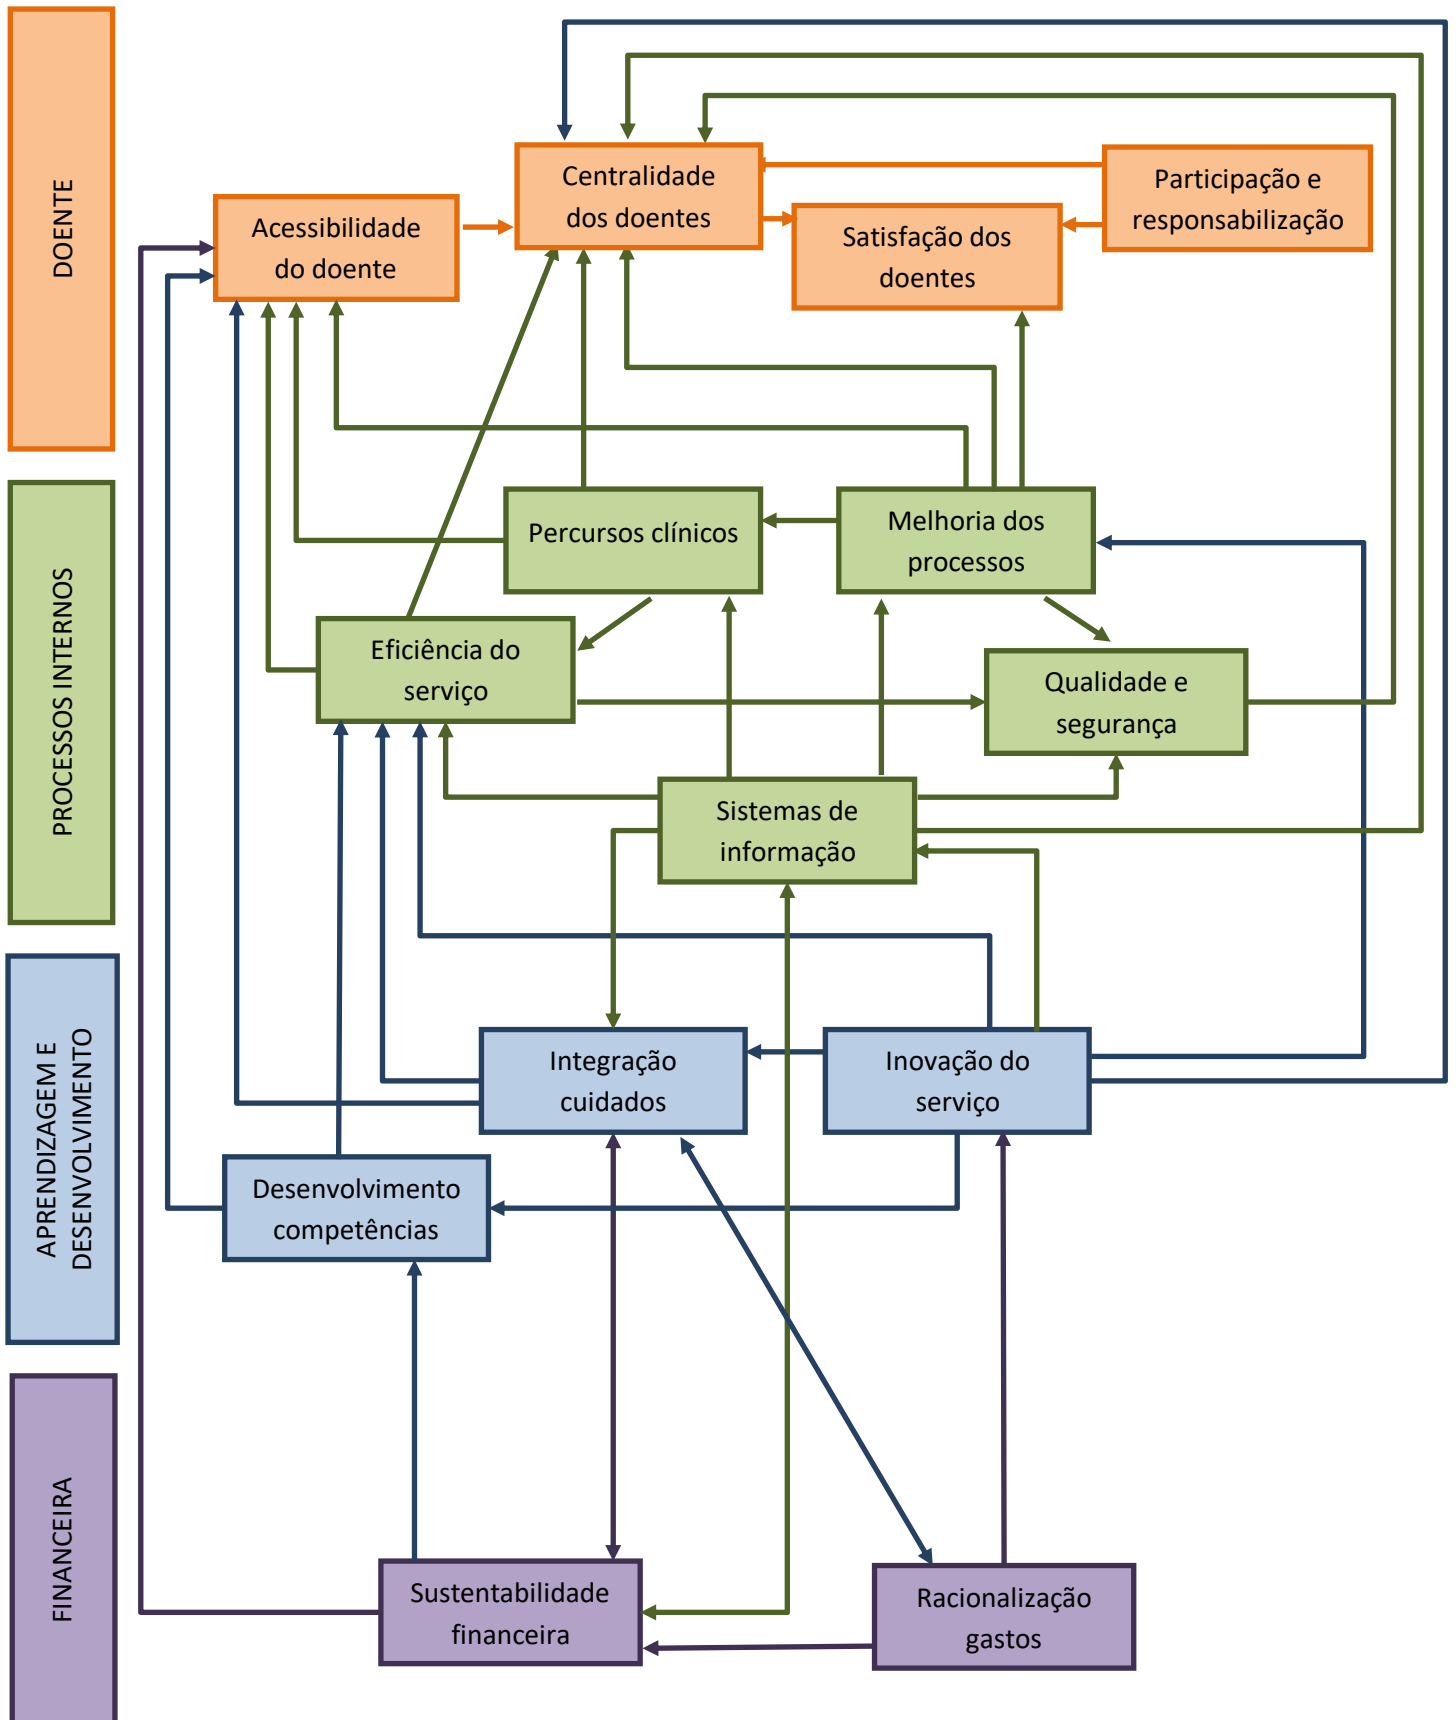 DOENTE
Centralidade
dos doentes
Participação e
responsabilização
Acessibilidade
do doente
Satisfação dos
doentes
PROCESSOS INTERNOS
Percursos clínicos
Melhoria dos
processos
Eficiência do
serviço
Qualidade e
segurança
Sistemas de
informação
APRENDIZAGEM E
DESENVOLVIMENTO
Integração
cuidados
Inovação do
serviço
Desenvolvimento
competências
FINANCEIRA
Sustentabilidade
financeira
Racionalização
gastos